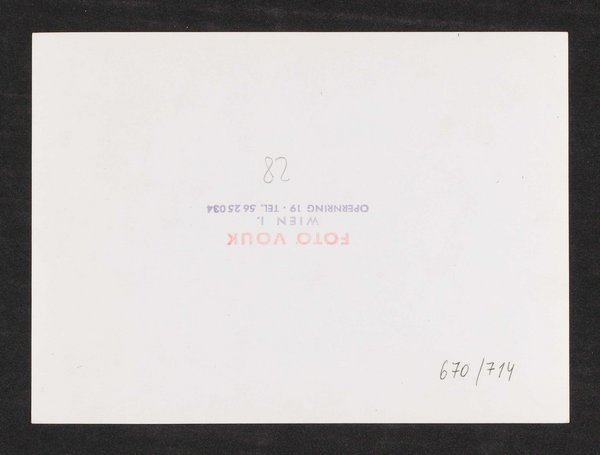 82
FOTO VOUK
WIEN I.
OPERNRING 19 · TEL. 56 25 034
670/714